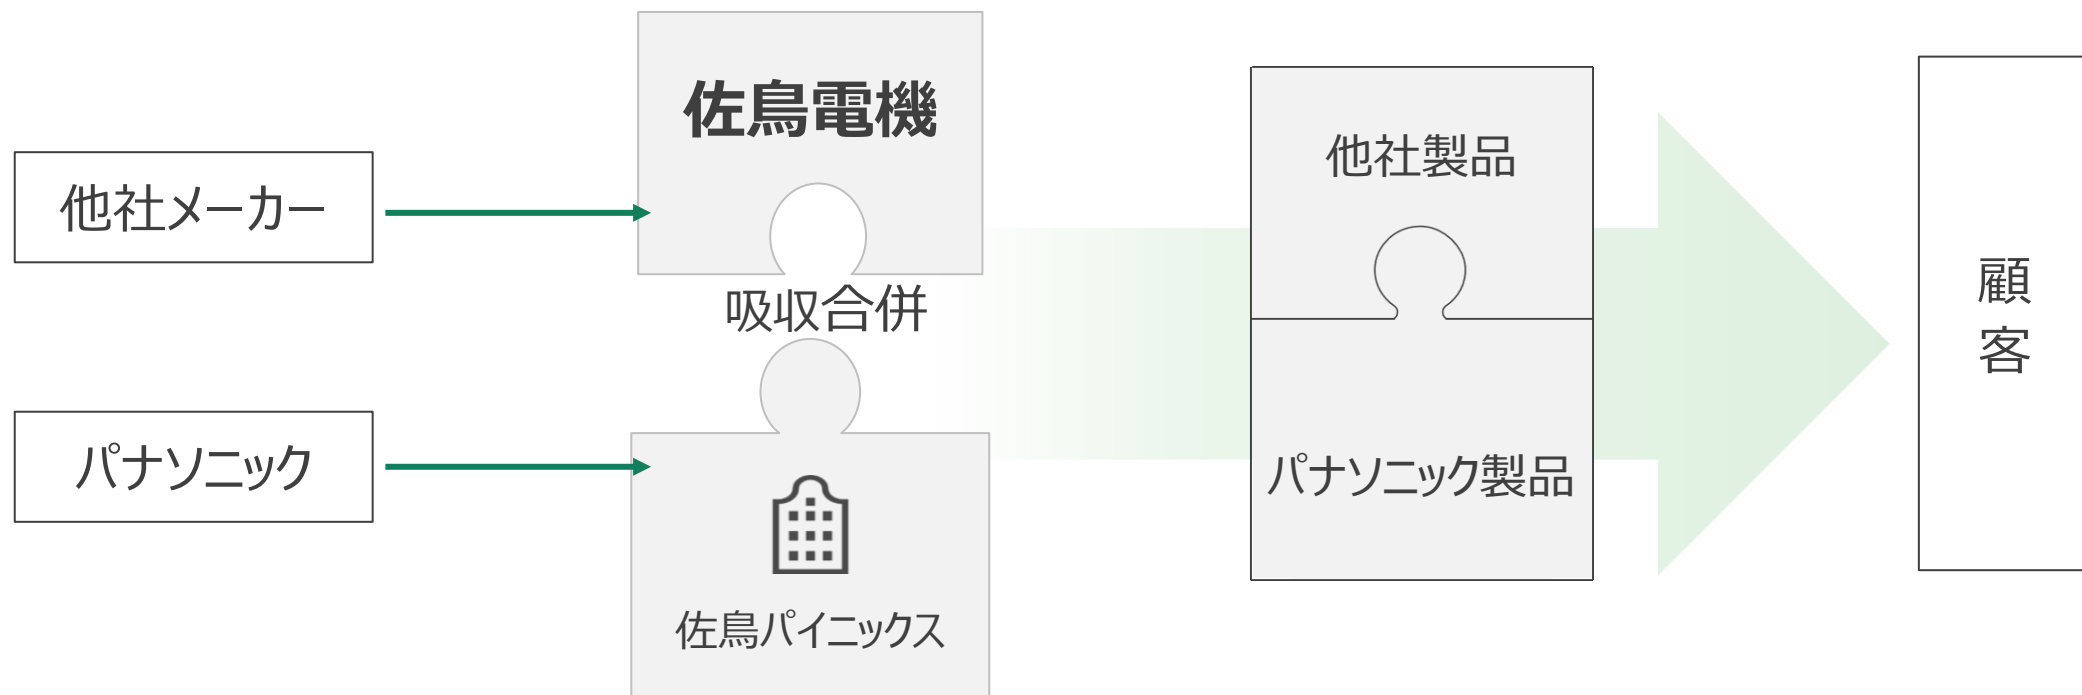 佐鳥電機
他社メーカー
吸収合併
パナソニック
佐鳥パイニックス
他社製品
パナソニック製品
顧
客